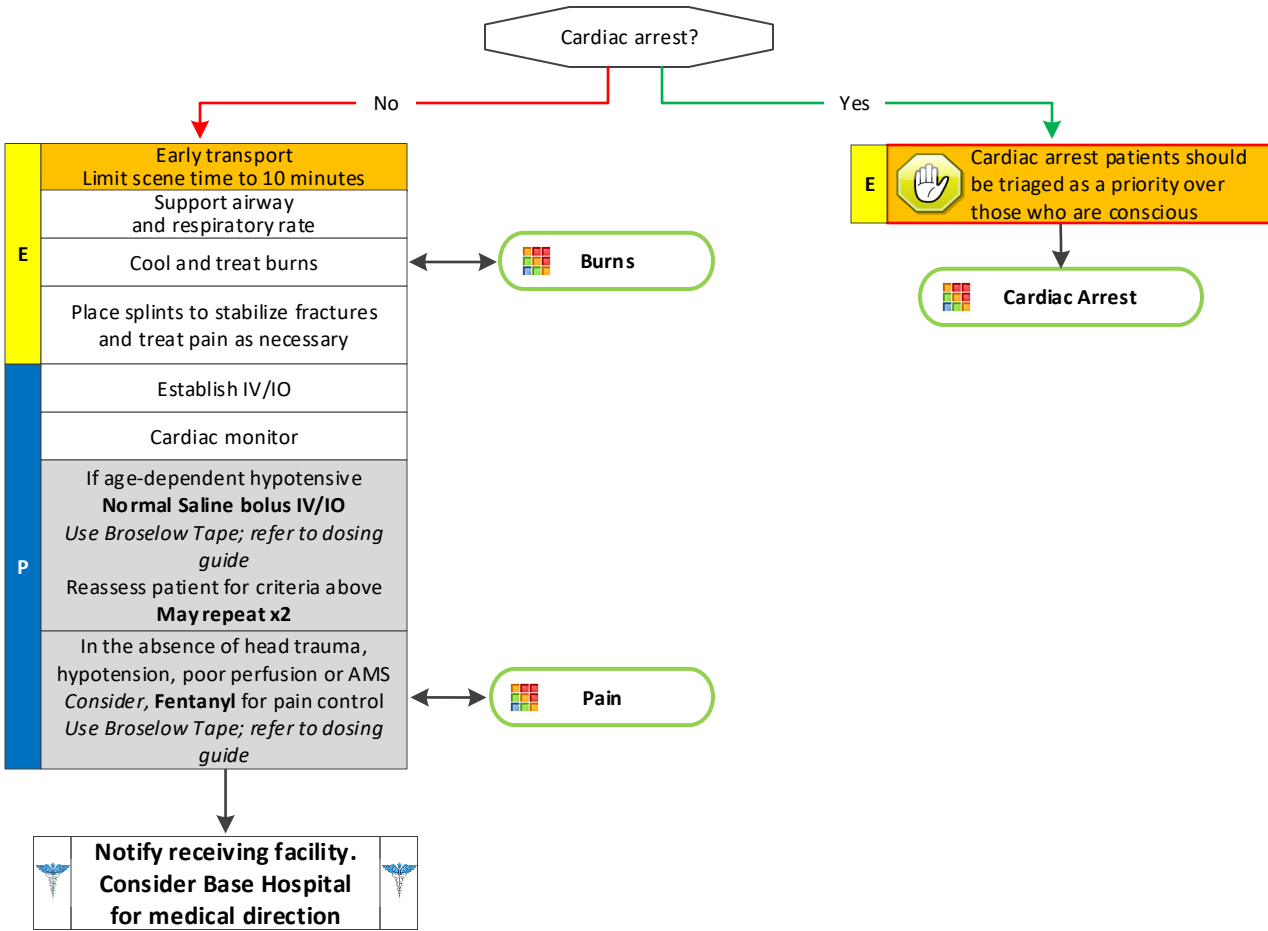 Cardiac arrest?
No
Yes
E
Early transport
Limit scene time to 10 minutes
Support airway
and respiratory rate
Cool and treat burns
Place splints to stabilize fractures
and treat pain as necessary
Burns
E
Cardiac arrest patients should
be triaged as a priority over
those who are conscious
Cardiac Arrest
P
Establish IV/IO
Cardiac monitor
If age-dependent hypotensive
Normal Saline bolus IV/IO
Use Broselow Tape; refer to dosing
guide
Reassess patient for criteria above
May repeat x2
In the absence of head trauma,
hypotension, poor perfusion or AMS
Consider, Fentanyl for pain control
Use Broselow Tape; refer to dosing
guide
Pain
Notify receiving facility.
Consider Base Hospital
for medical direction